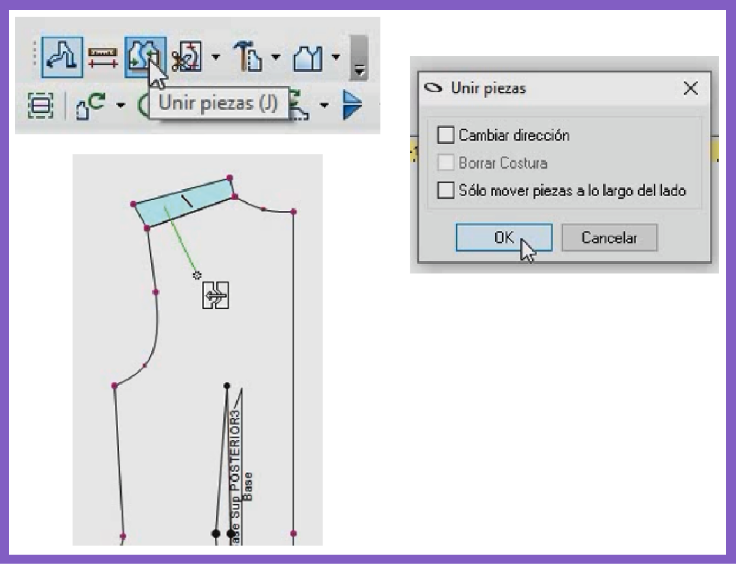 Unir piezas (J)
Unir piezas
Cambiar dirección
Borrar Costura
Sólo mover piezas a lo largo del lado
OK
Cancelar
Sup POSTERIOR3
Base